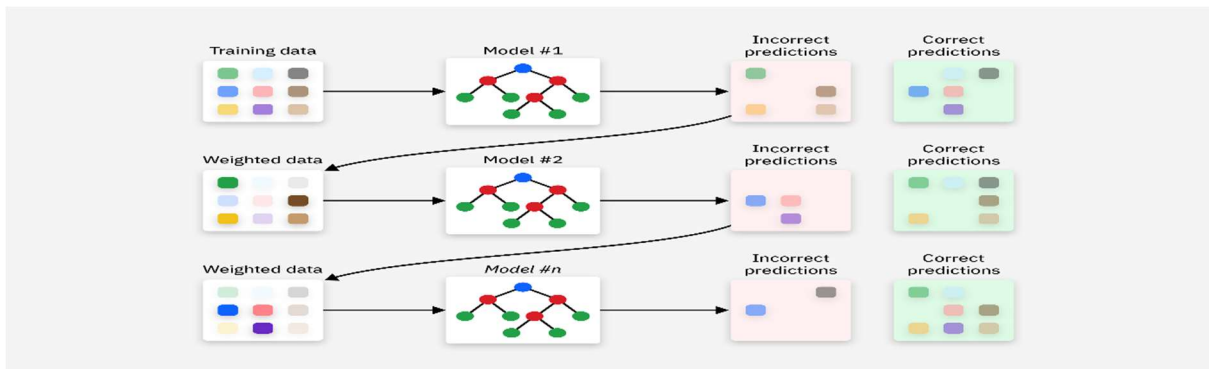 Training data
Model #1
Incorrect
predictions
Correct
predictions
Weighted data
Model #2
Incorrect
predictions
Correct
predictions
Weighted data
Model #n
Incorrect
predictions
Correct
predictions